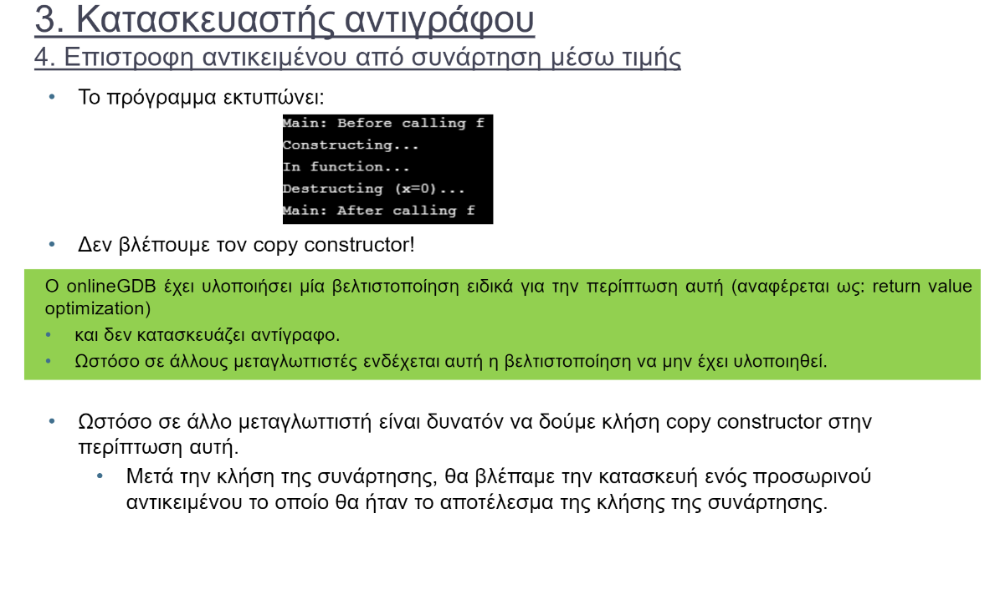 3. Κατασκευαστής αντιγράφου
4. Επιστροφη αντικειμένου από συνάρτηση μέσω τιμής
• Το πρόγραμμα εκτυπώνει:
Main: Before calling f
Constructing...
In function...
Destructing (x=0)...
Main: After calling f
• Δεν βλέπουμε τον copy constructor!
Ο onlineGDB έχει υλοποιήσει μία βελτιστοποίηση ειδικά για την περίπτωση αυτή (αναφέρεται ως: return value
optimization)
• και δεν κατασκευάζει αντίγραφο.
• Ωστόσο σε άλλους μεταγλωττιστές ενδέχεται αυτή η βελτιστοποίηση να μην έχει υλοποιηθεί.
• Ωστόσο σε άλλο μεταγλωττιστή είναι δυνατόν να δούμε κλήση copy constructor στην
περίπτωση αυτή.
• Μετά την κλήση της συνάρτησης, θα βλέπαμε την κατασκευή ενός προσωρινού
αντικειμένου το οποίο θα ήταν το αποτέλεσμα της κλήσης της συνάρτησης.